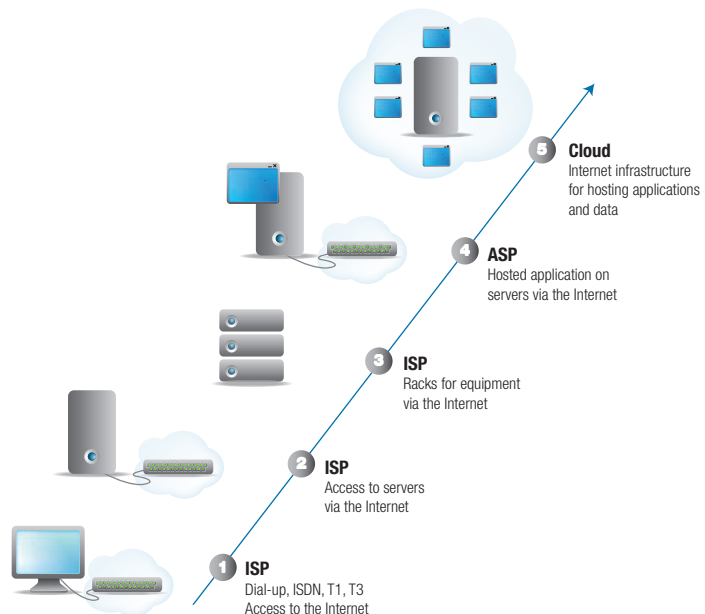 5 Cloud
Internet infrastructure
for hosting applications
and data
4 ASP
Hosted application on
servers via the Internet
3 ISP
Racks for equipment
via the Internet
2 ISP
Access to servers
via the Internet
1 ISP
Dial-up, ISDN, T1, T3
Access to the Internet